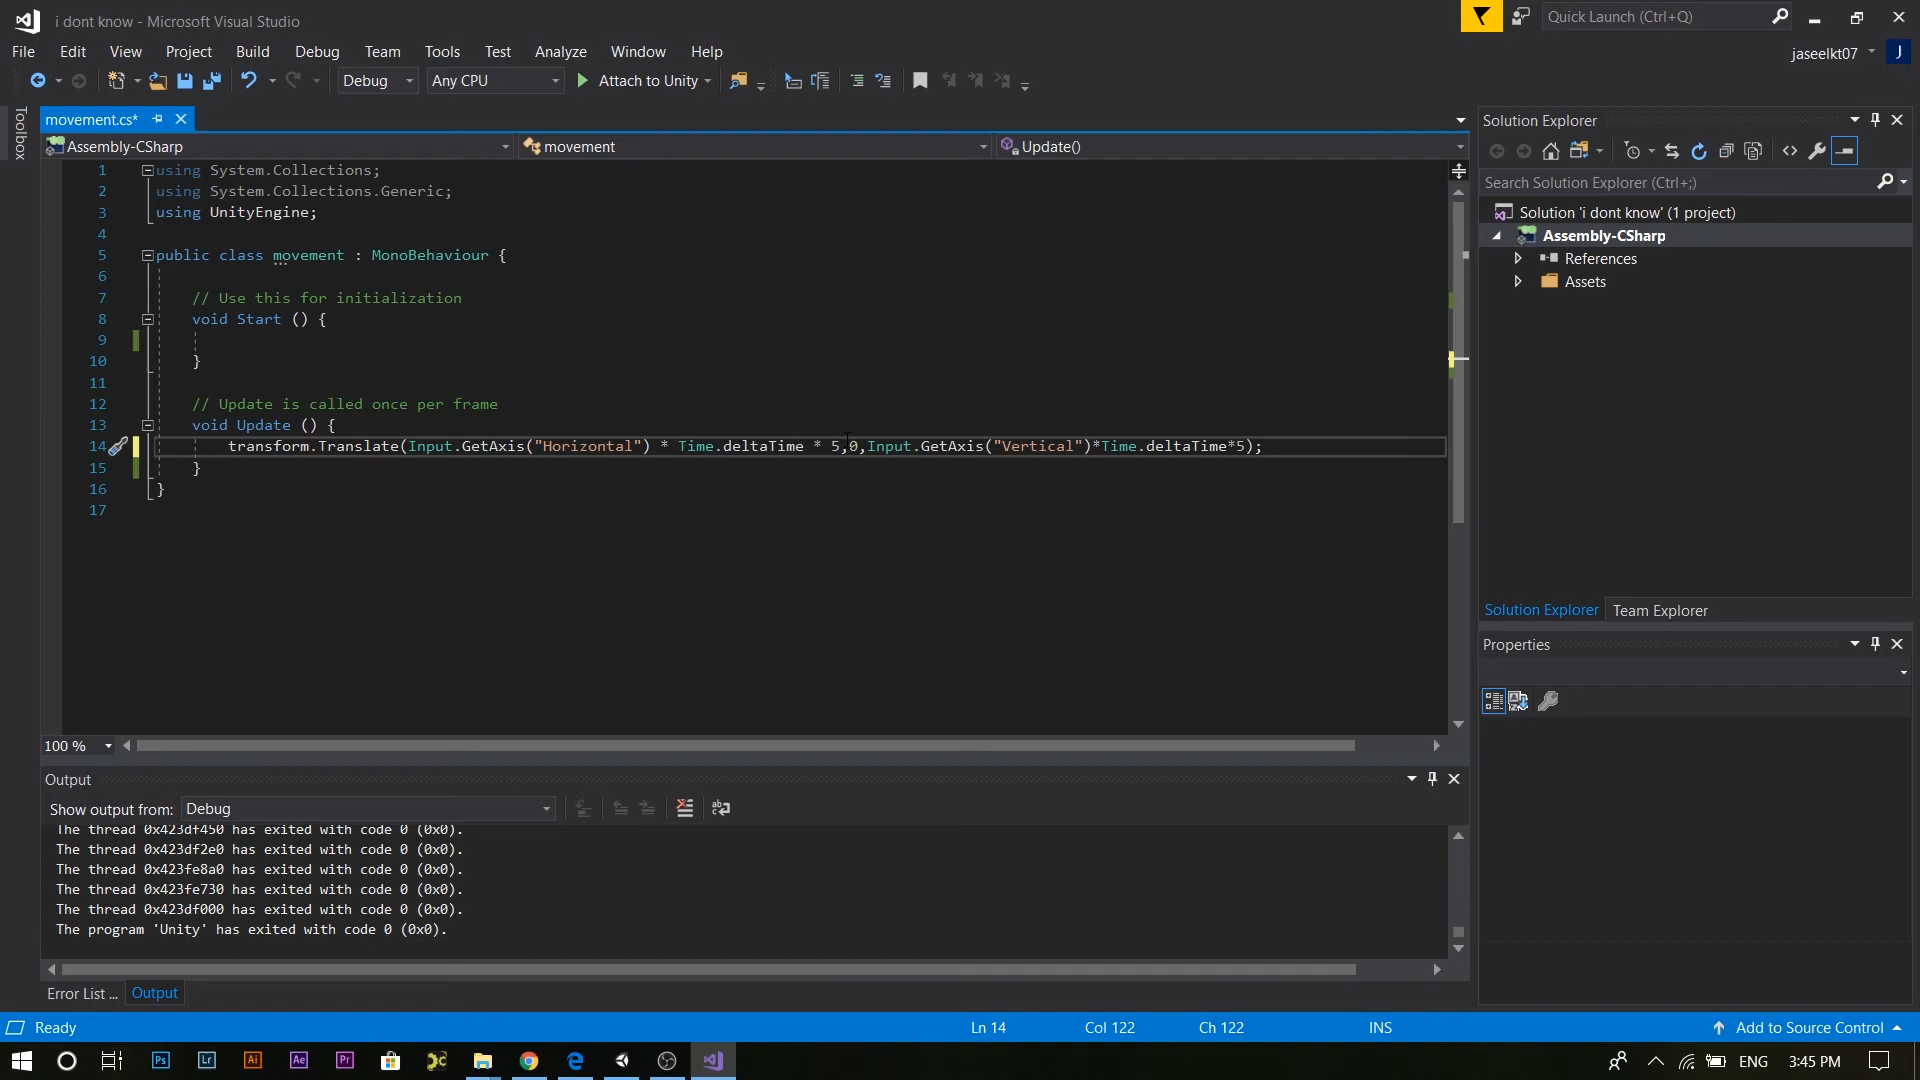 i dont know - Microsoft Visual Studio
Quick Launch (Ctrl+Q)
File Edit View Project Build Debug Team Tools Test Analyze Window Help
jaseelkt07 J
Debug Any CPU Attach to Unity
Toolbox
movement.cs*
Assembly-CSharp movement Update()
1 using System.Collections;
2 using System.Collections.Generic;
3 using UnityEngine;
4
5 public class movement : MonoBehaviour {
6
7 // Use this for initialization
8 void Start () {
9
10 }
11
12 // Update is called once per frame
13 void Update () {
14 transform.Translate(Input.GetAxis("Horizontal") * Time.deltaTime * 5,0,Input.GetAxis("Vertical")*Time.deltaTime*5);
15 }
16 }
17
100 %
Solution Explorer
Search Solution Explorer (Ctrl+;)
Solution 'i dont know' (1 project)
Assembly-CSharp
References
Assets
Solution Explorer Team Explorer
Properties
Output
Show output from: Debug
The thread 0x423df450 has exited with code 0 (0x0).
The thread 0x423df2e0 has exited with code 0 (0x0).
The thread 0x423fe8a0 has exited with code 0 (0x0).
The thread 0x423fe730 has exited with code 0 (0x0).
The thread 0x423df000 has exited with code 0 (0x0).
The program 'Unity' has exited with code 0 (0x0).
Error List ... Output
Ready Ln 14 Col 122 Ch 122 INS Add to Source Control
Ps Lr Ai Ae Pr ENG 3:45 PM